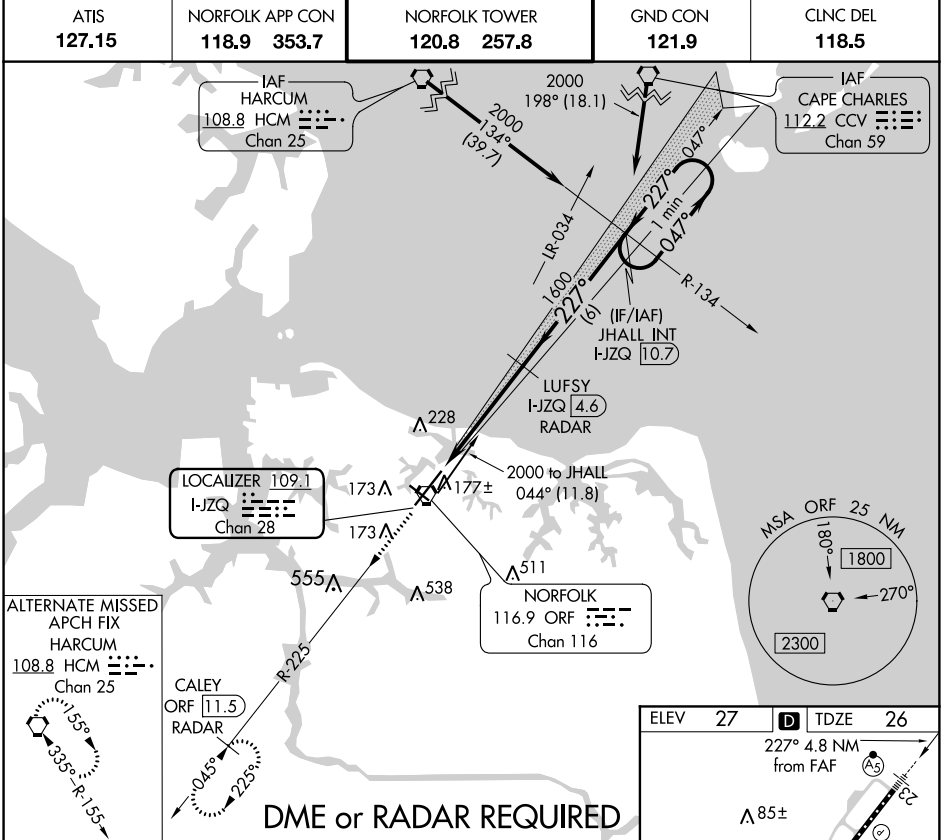 ATIS
127.15
NORFOLK APP CON
118.9 353.7
NORFOLK TOWER
120.8 257.8
GND CON
121.9
CLNC DEL
118.5
IAF
HARCUM
108.8 HCM
Chan 25
2000
134°
(39.7)
2000
198° (18.1)
IAF
CAPE CHARLES
112.2 CCV
Chan 59
047°
227°
1 min
047°
LR-034
R-134
1600
227°
(6)
(IF/IAF)
JHALL INT
I-JZQ 10.7
LUFSY
I-JZQ 4.6
RADAR
228
2000 to JHALL
044° (11.8)
LOCALIZER 109.1
I-JZQ
Chan 28
173
177±
173
555
538
511
NORFOLK
116.9 ORF
Chan 116
MSA ORF 25 NM
180°
1800
270°
2300
ALTERNATE MISSED
APCH FIX
HARCUM
108.8 HCM
Chan 25
155°
335°
R-155
R-225
CALEY
ORF 11.5
RADAR
045°
225°
DME or RADAR REQUIRED
ELEV 27 D TDZE 26
227° 4.8 NM
from FAF
A5
23
85±
P